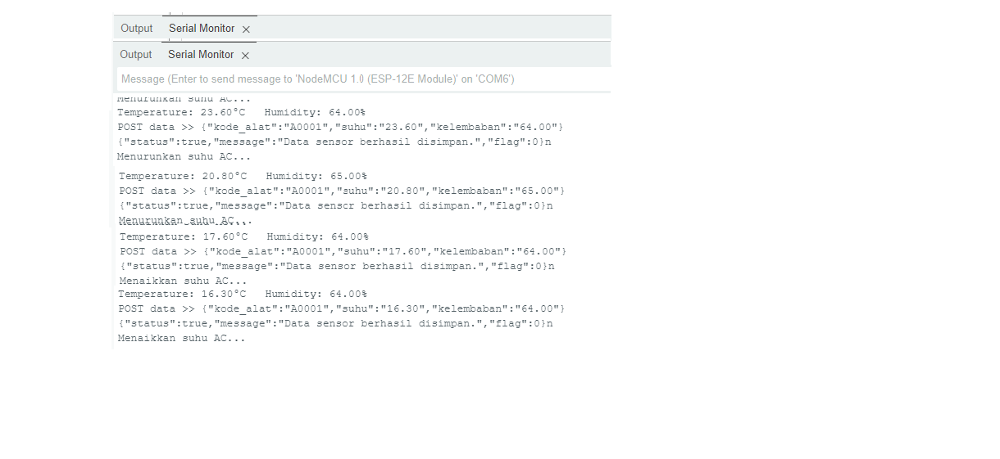 Output Serial Monitor ×
Output Serial Monitor ×
Message (Enter to send message to 'NodeMCU 1.0 (ESP-12E Module)' on 'COM6')
Menurunkan suhu AC...
Temperature: 23.60°C Humidity: 64.00%
POST data >> {"kode_alat":"A0001","suhu":"23.60","kelembaban":"64.00"}
{"status":true,"message":"Data sensor berhasil disimpan.","flag":0}n
Menurunkan suhu AC...
Temperature: 20.80°C Humidity: 65.00%
POST data >> {"kode_alat":"A0001","suhu":"20.80","kelembaban":"65.00"}
{"status":true,"message":"Data senscr berhasil disimpan.","flag":0}n
Menurunkan suhu AC...
Temperature: 17.60°C Humidity: 64.00%
POST data >> {"kode_alat":"A0001","suhu":"17.60","kelembaban":"64.00"}
{"status":true,"message":"Data sensor berhasil disimpan.","flag":0}n
Menaikkan suhu AC...
Temperature: 16.30°C Humidity: 64.00%
POST data >> {"kode_alat":"A0001","suhu":"16.30","kelembaban":"64.00"}
{"status":true,"message":"Data sensor berhasil disimpan.","flag":0}n
Menaikkan suhu AC...